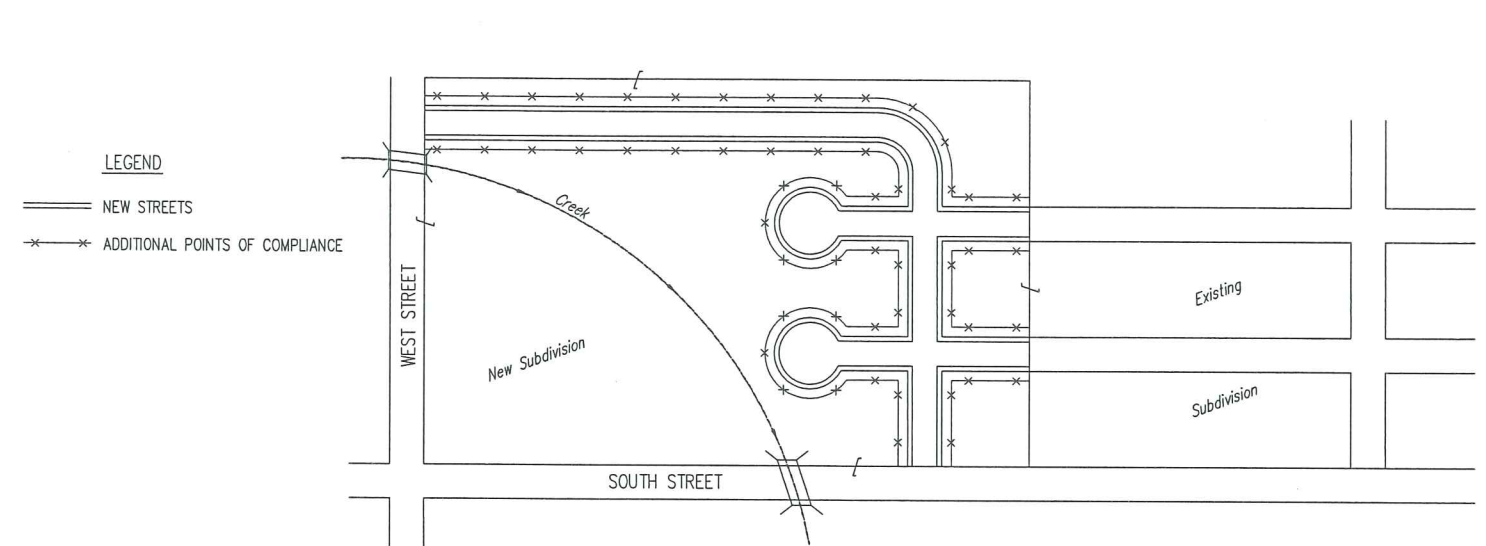 LEGEND
NEW STREETS
ADDITIONAL POINTS OF COMPLIANCE
Creek
WEST STREET
New Subdivision
SOUTH STREET
Existing
Subdivision